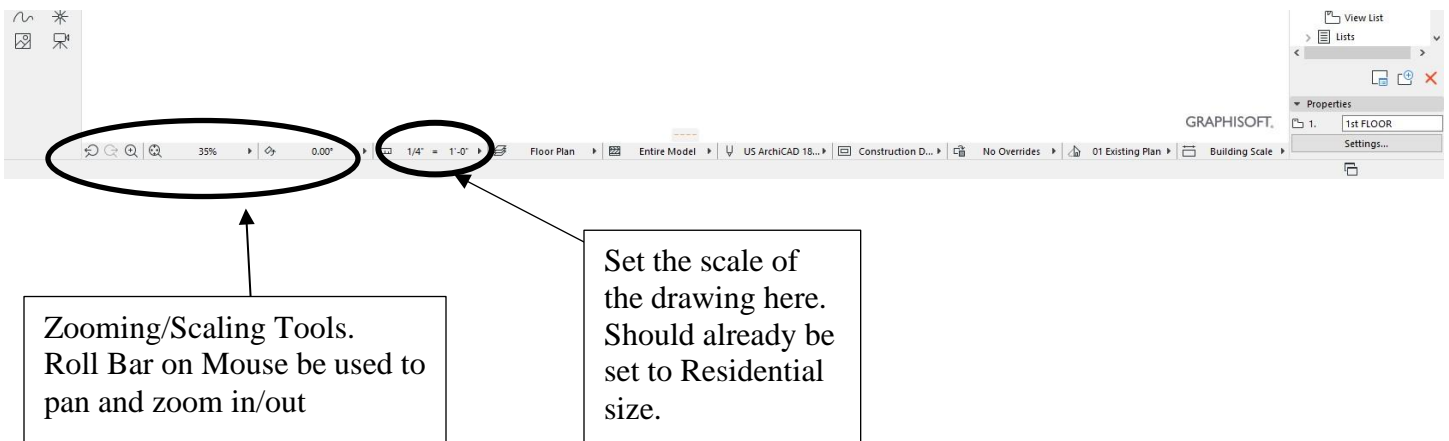 View List
Lists
Properties
GRAPHISOFT.
1. 1st FLOOR
35% 0.00° 1/4" = 1'-0" Floor Plan Entire Model US ArchiCAD 18... Construction D... No Overrides 01 Existing Plan Building Scale
Settings...
Set the scale of
the drawing here.
Should already be
set to Residential
size.
Zooming/Scaling Tools.
Roll Bar on Mouse be used to
pan and zoom in/out